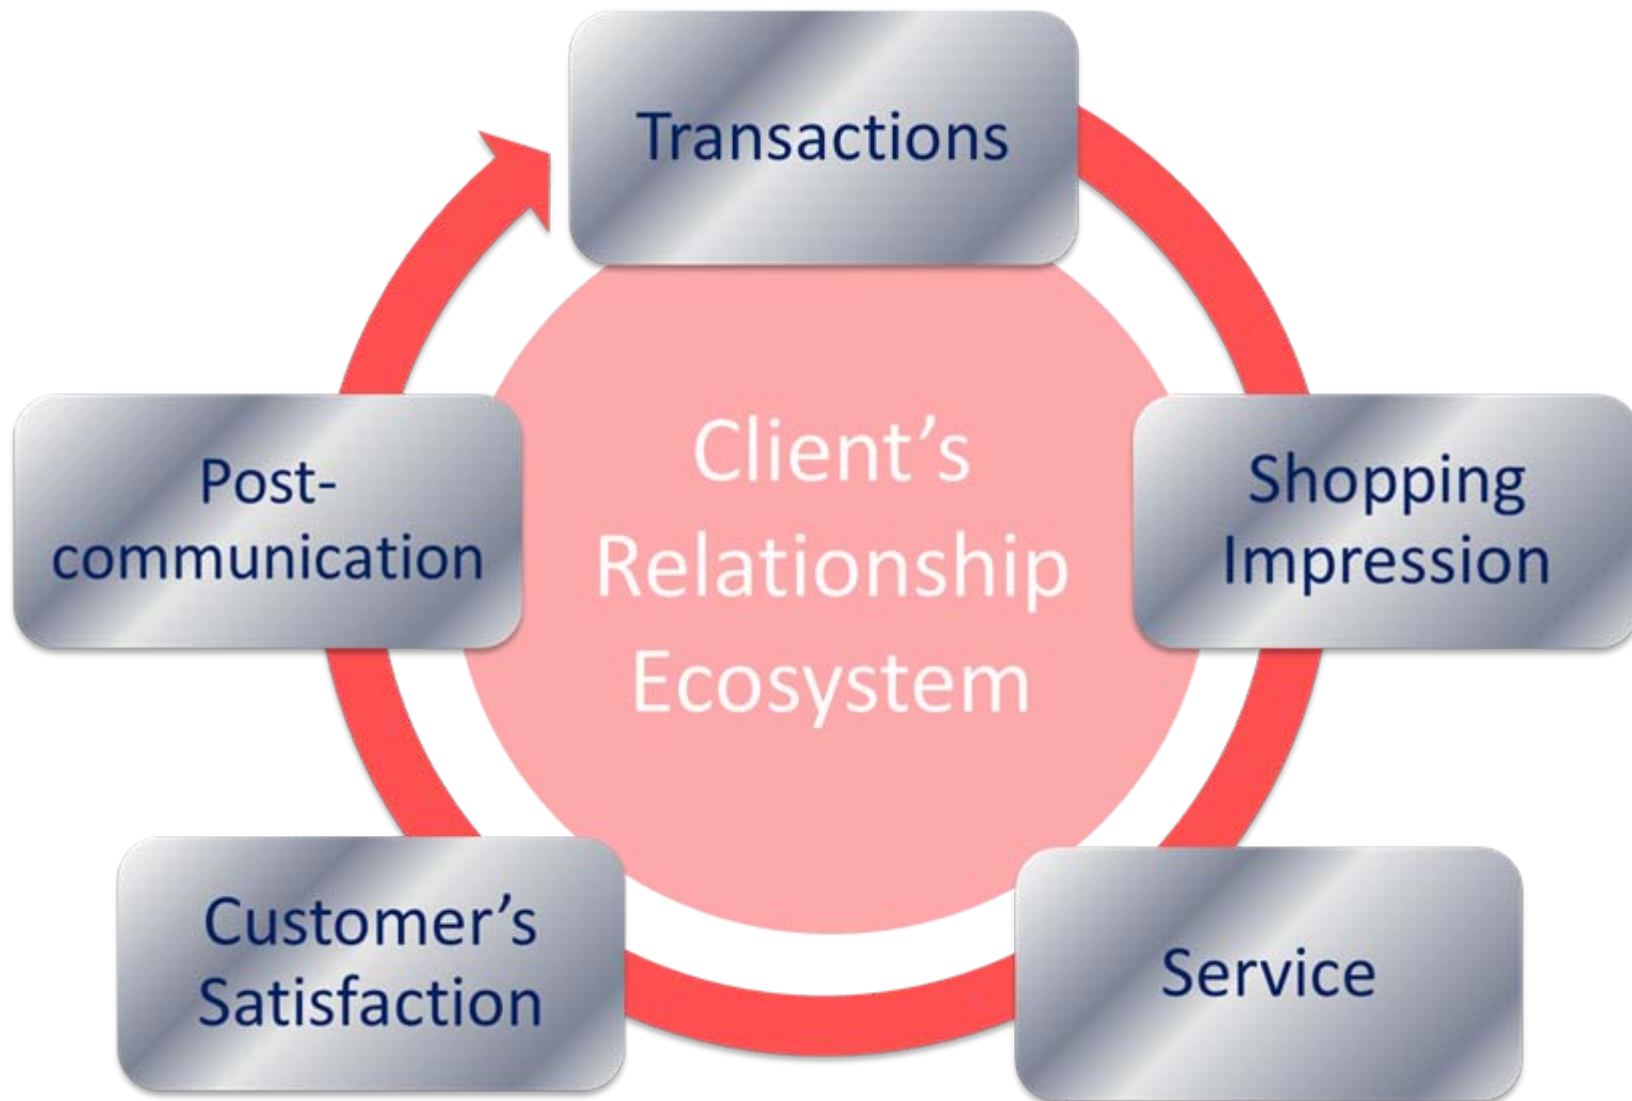 Transactions
Client’s
Relationship
Ecosystem
Shopping
Impression
Service
Customer’s
Satisfaction
Post-
communication